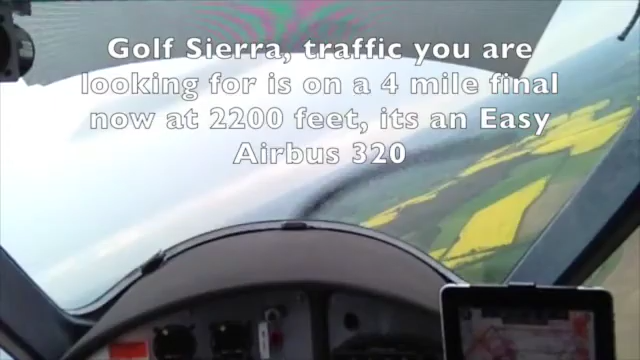 Golf Sierra, traffic you are
looking for is on a 4 mile final
now at 2200 feet, its an Easy
Airbus 320